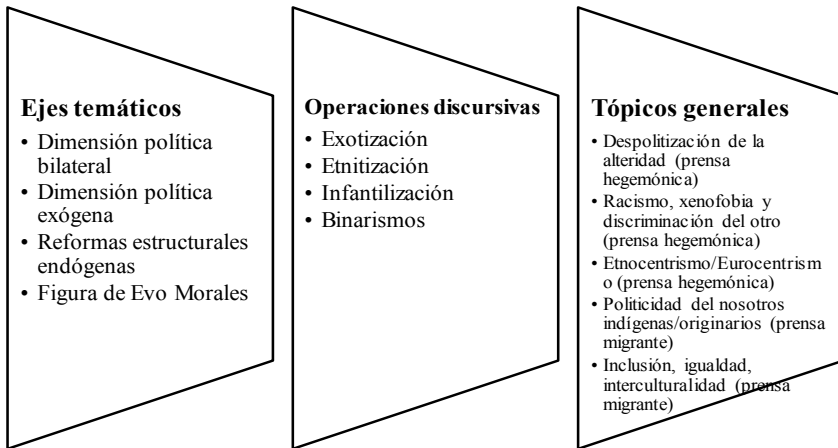 Ejes temáticos
• Dimensión política
bilateral
• Dimensión política
exógena
• Reformas estructurales
endógenas
• Figura de Evo Morales
Operaciones discursivas
• Exotización
• Etnitización
• Infantilización
• Binarismos
Tópicos generales
• Despolitización de la
alteridad (prensa
hegemónica)
• Racismo, xenofobia y
discriminación del otro
(prensa hegemónica)
• Etnocentrismo/Eurocentrism
o (prensa hegemónica)
• Politicidad del nosotros
indígenas/originarios (prensa
migrante)
• Inclusión, igualdad,
interculturalidad (prensa
migrante)